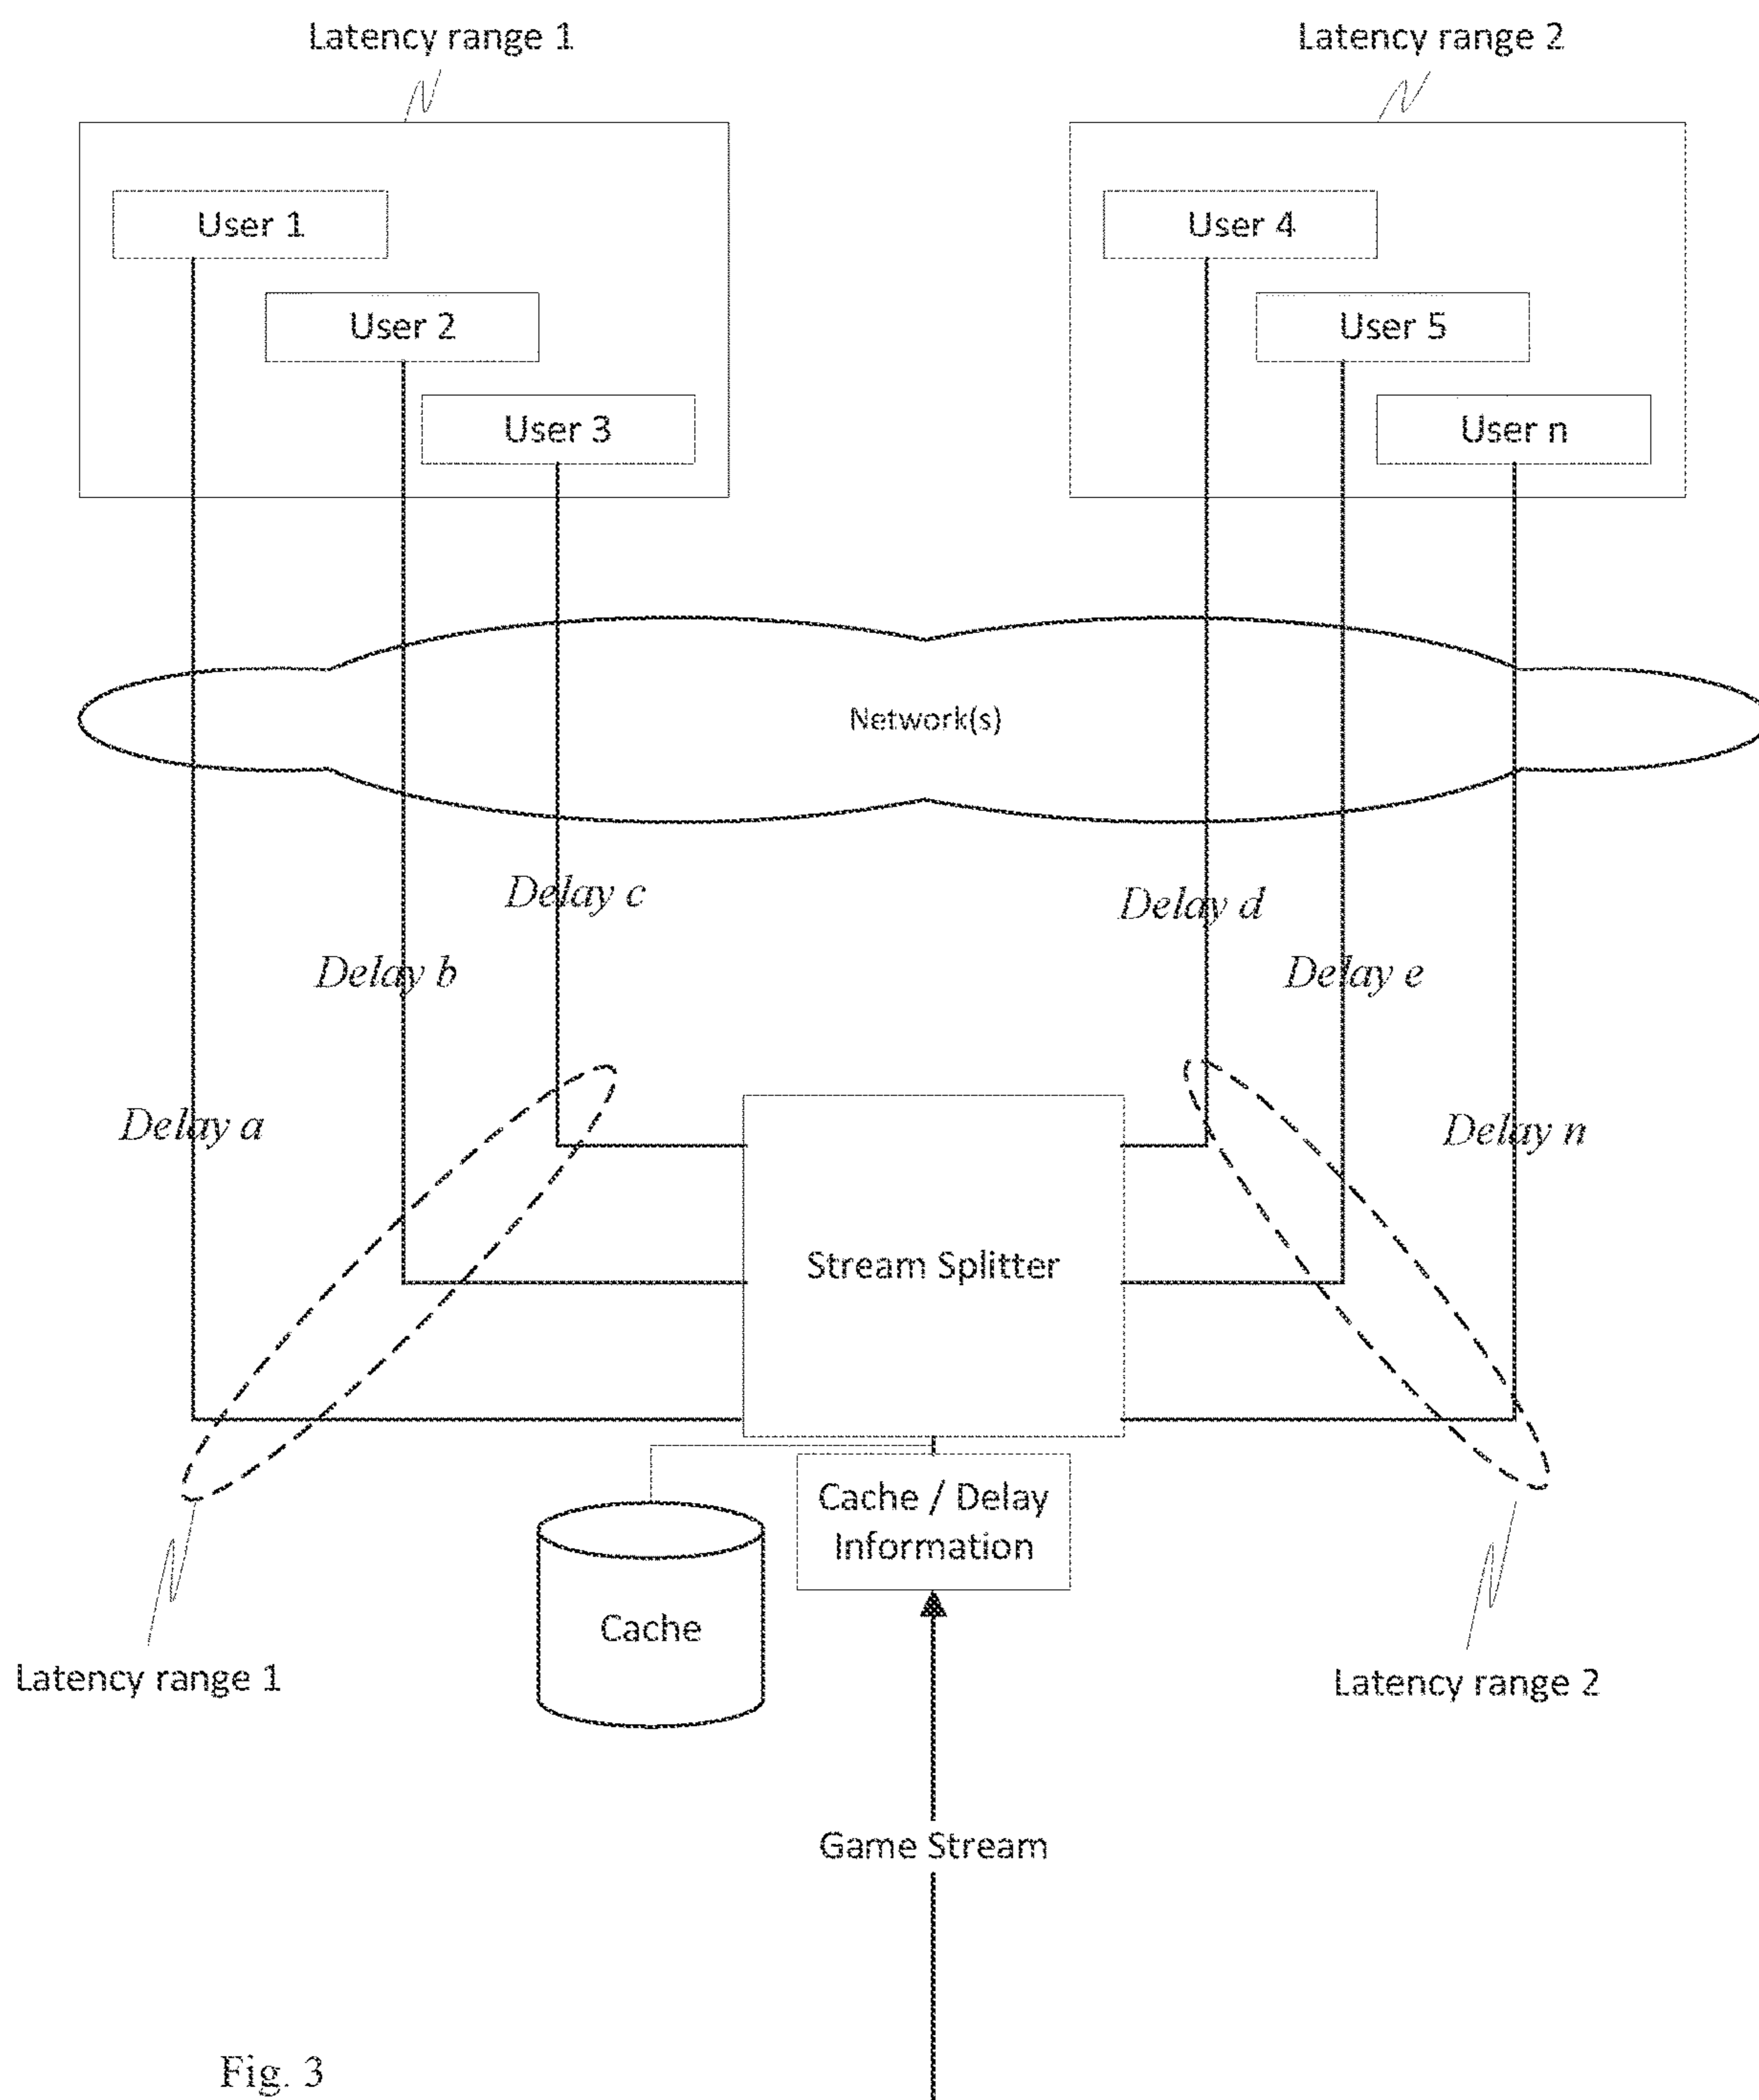 Latency range 1
Latency range 2
User 1
User 4
User 2
User 5
User 3
User n
Network(s)
Delay c
Delay d
Delay b
Delay e
Delay a
Delay n
Stream Splitter
Cache / Delay
Information
Cache
Latency range 1
Latency range 2
Game Stream
Fig. 3